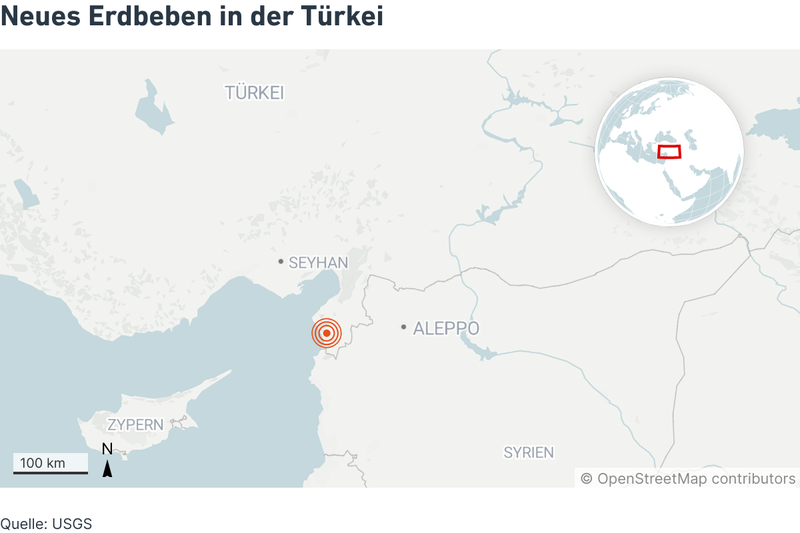 Neues Erdbeben in der Türkei
TÜRKEI
SEYHAN
ALEPPO
ZYPERN
N
100 km
SYRIEN
© OpenStreetMap contributors
Quelle: USGS